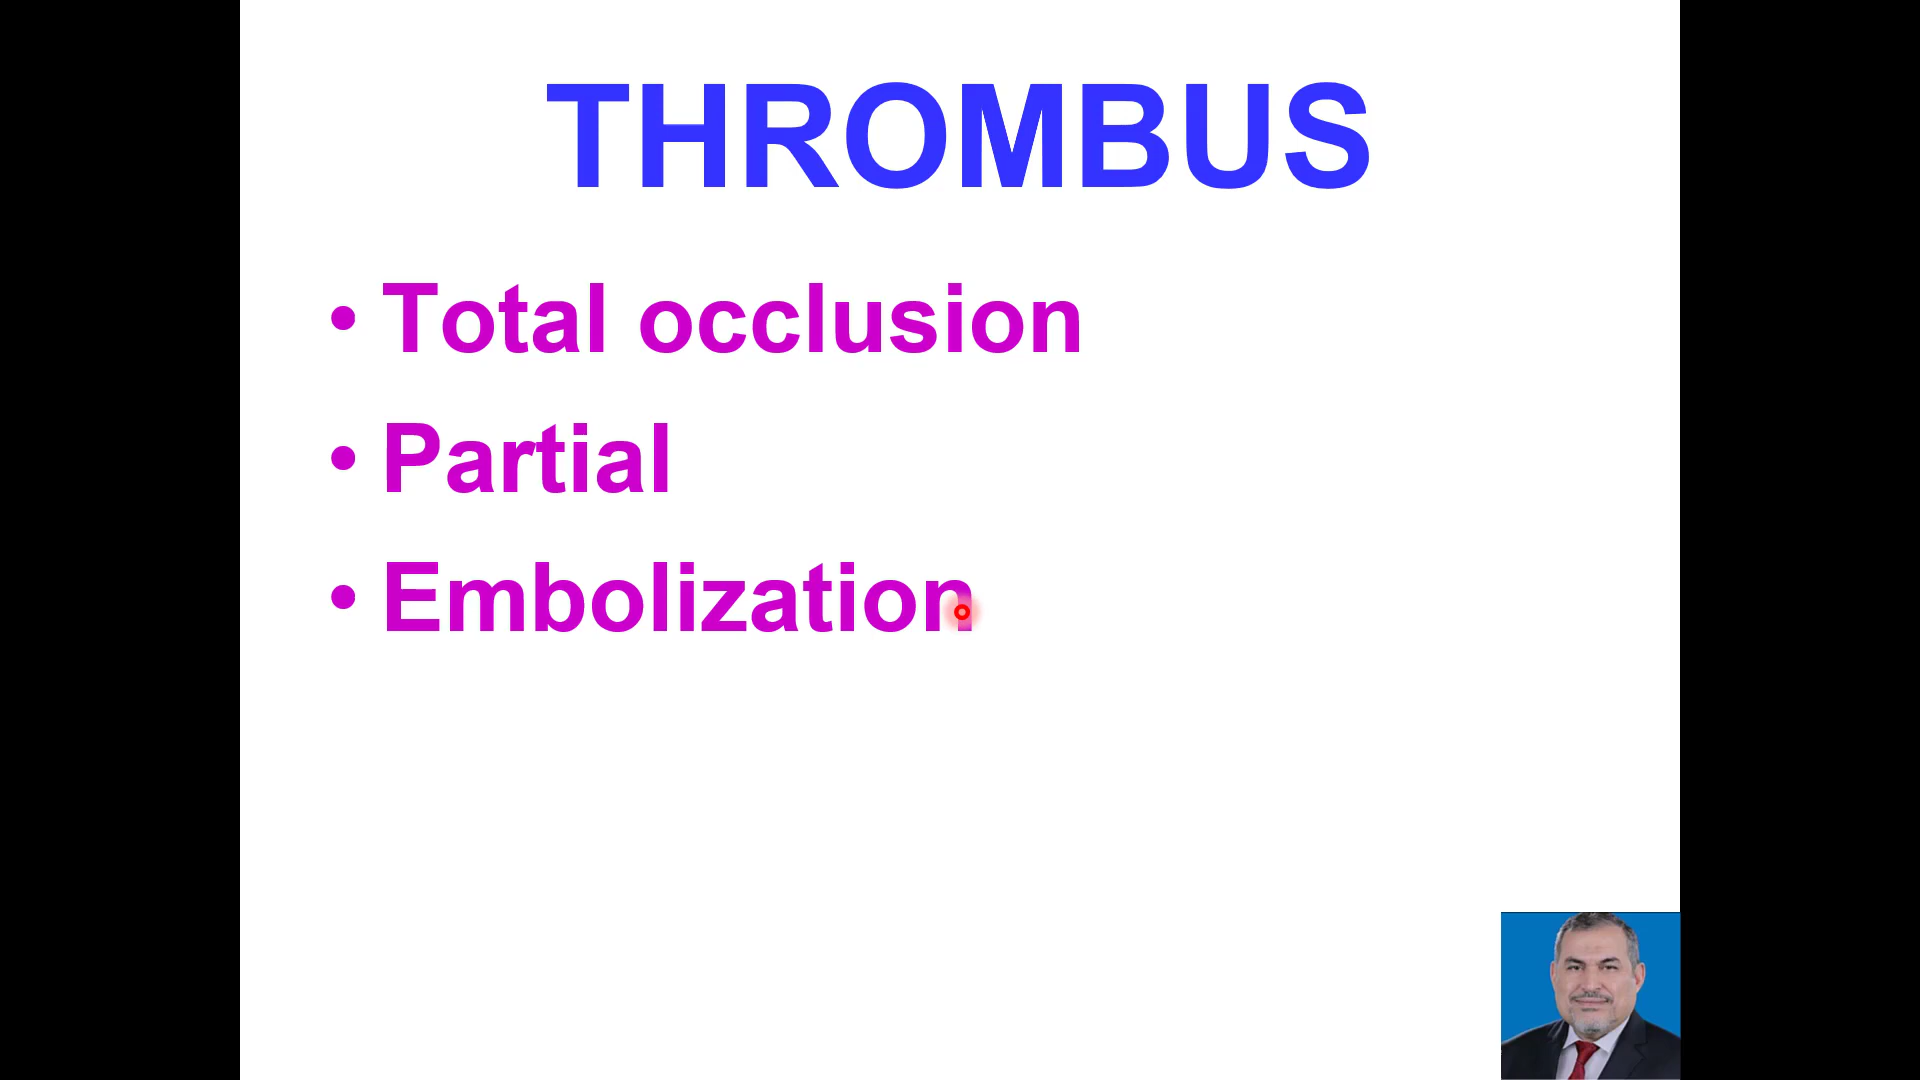 THROMBUS
• Total occlusion
• Partial
• Embolization